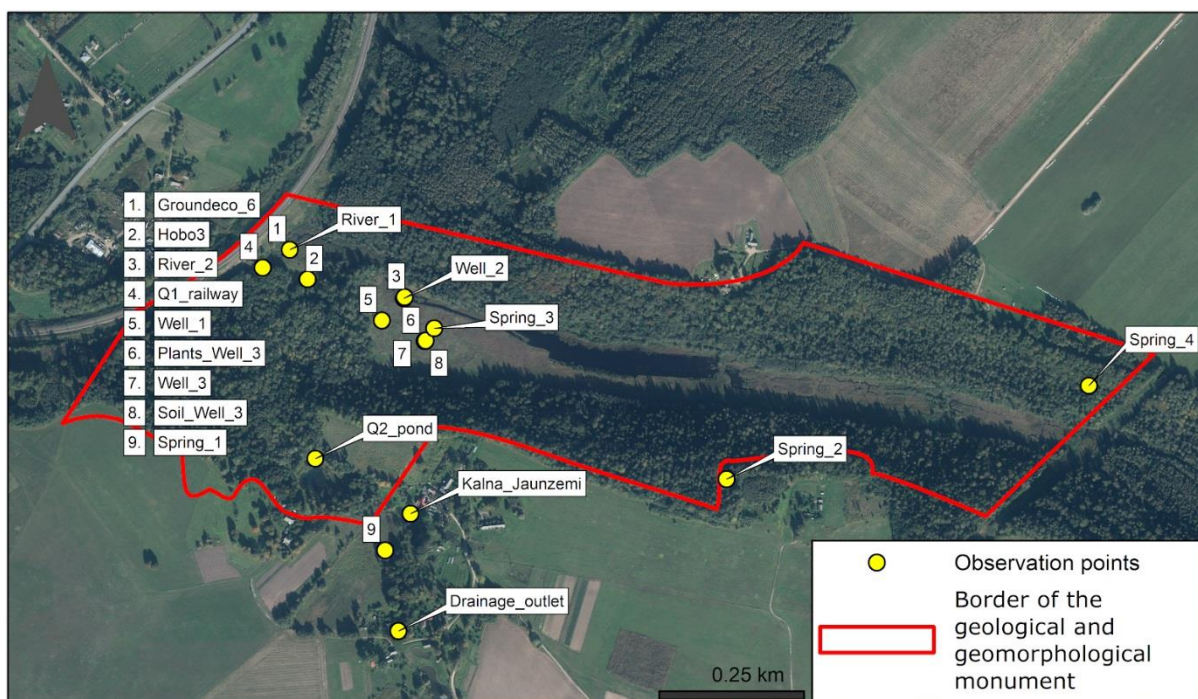 1. Groundeco_6
2. Hobo3
3. River_2
4. Q1_railway
5. Well_1
6. Plants_Well_3
7. Well_3
8. Soil_Well_3
9. Spring_1
1
River_1
4
2
3
Well_2
5
6
Spring_3
7
8
Spring_4
Q2_pond
Spring_2
Kalna_Jaunzemi
9
Drainage_outlet
0.25 km
Observation points
Border of the
geological and
geomorphological
monument